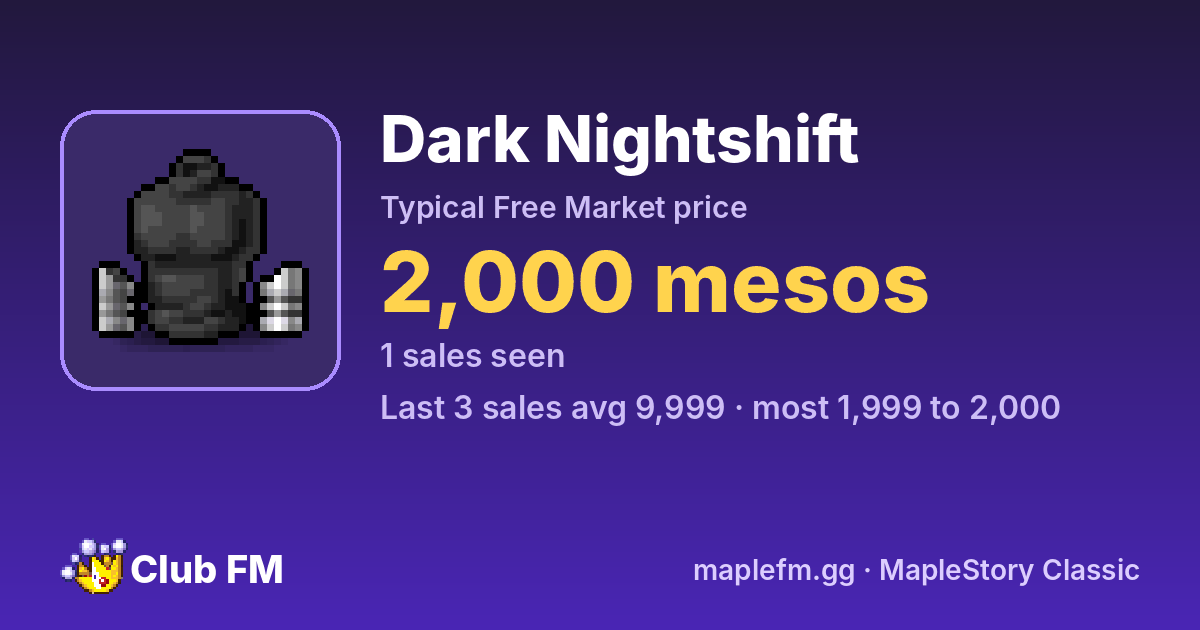 Dark Nightshift
Typical Free Market price
2,000 mesos
1 sales seen
Last 3 sales avg 9,999 · most 1,999 to 2,000
Club FM
maplefm.gg · MapleStory Classic